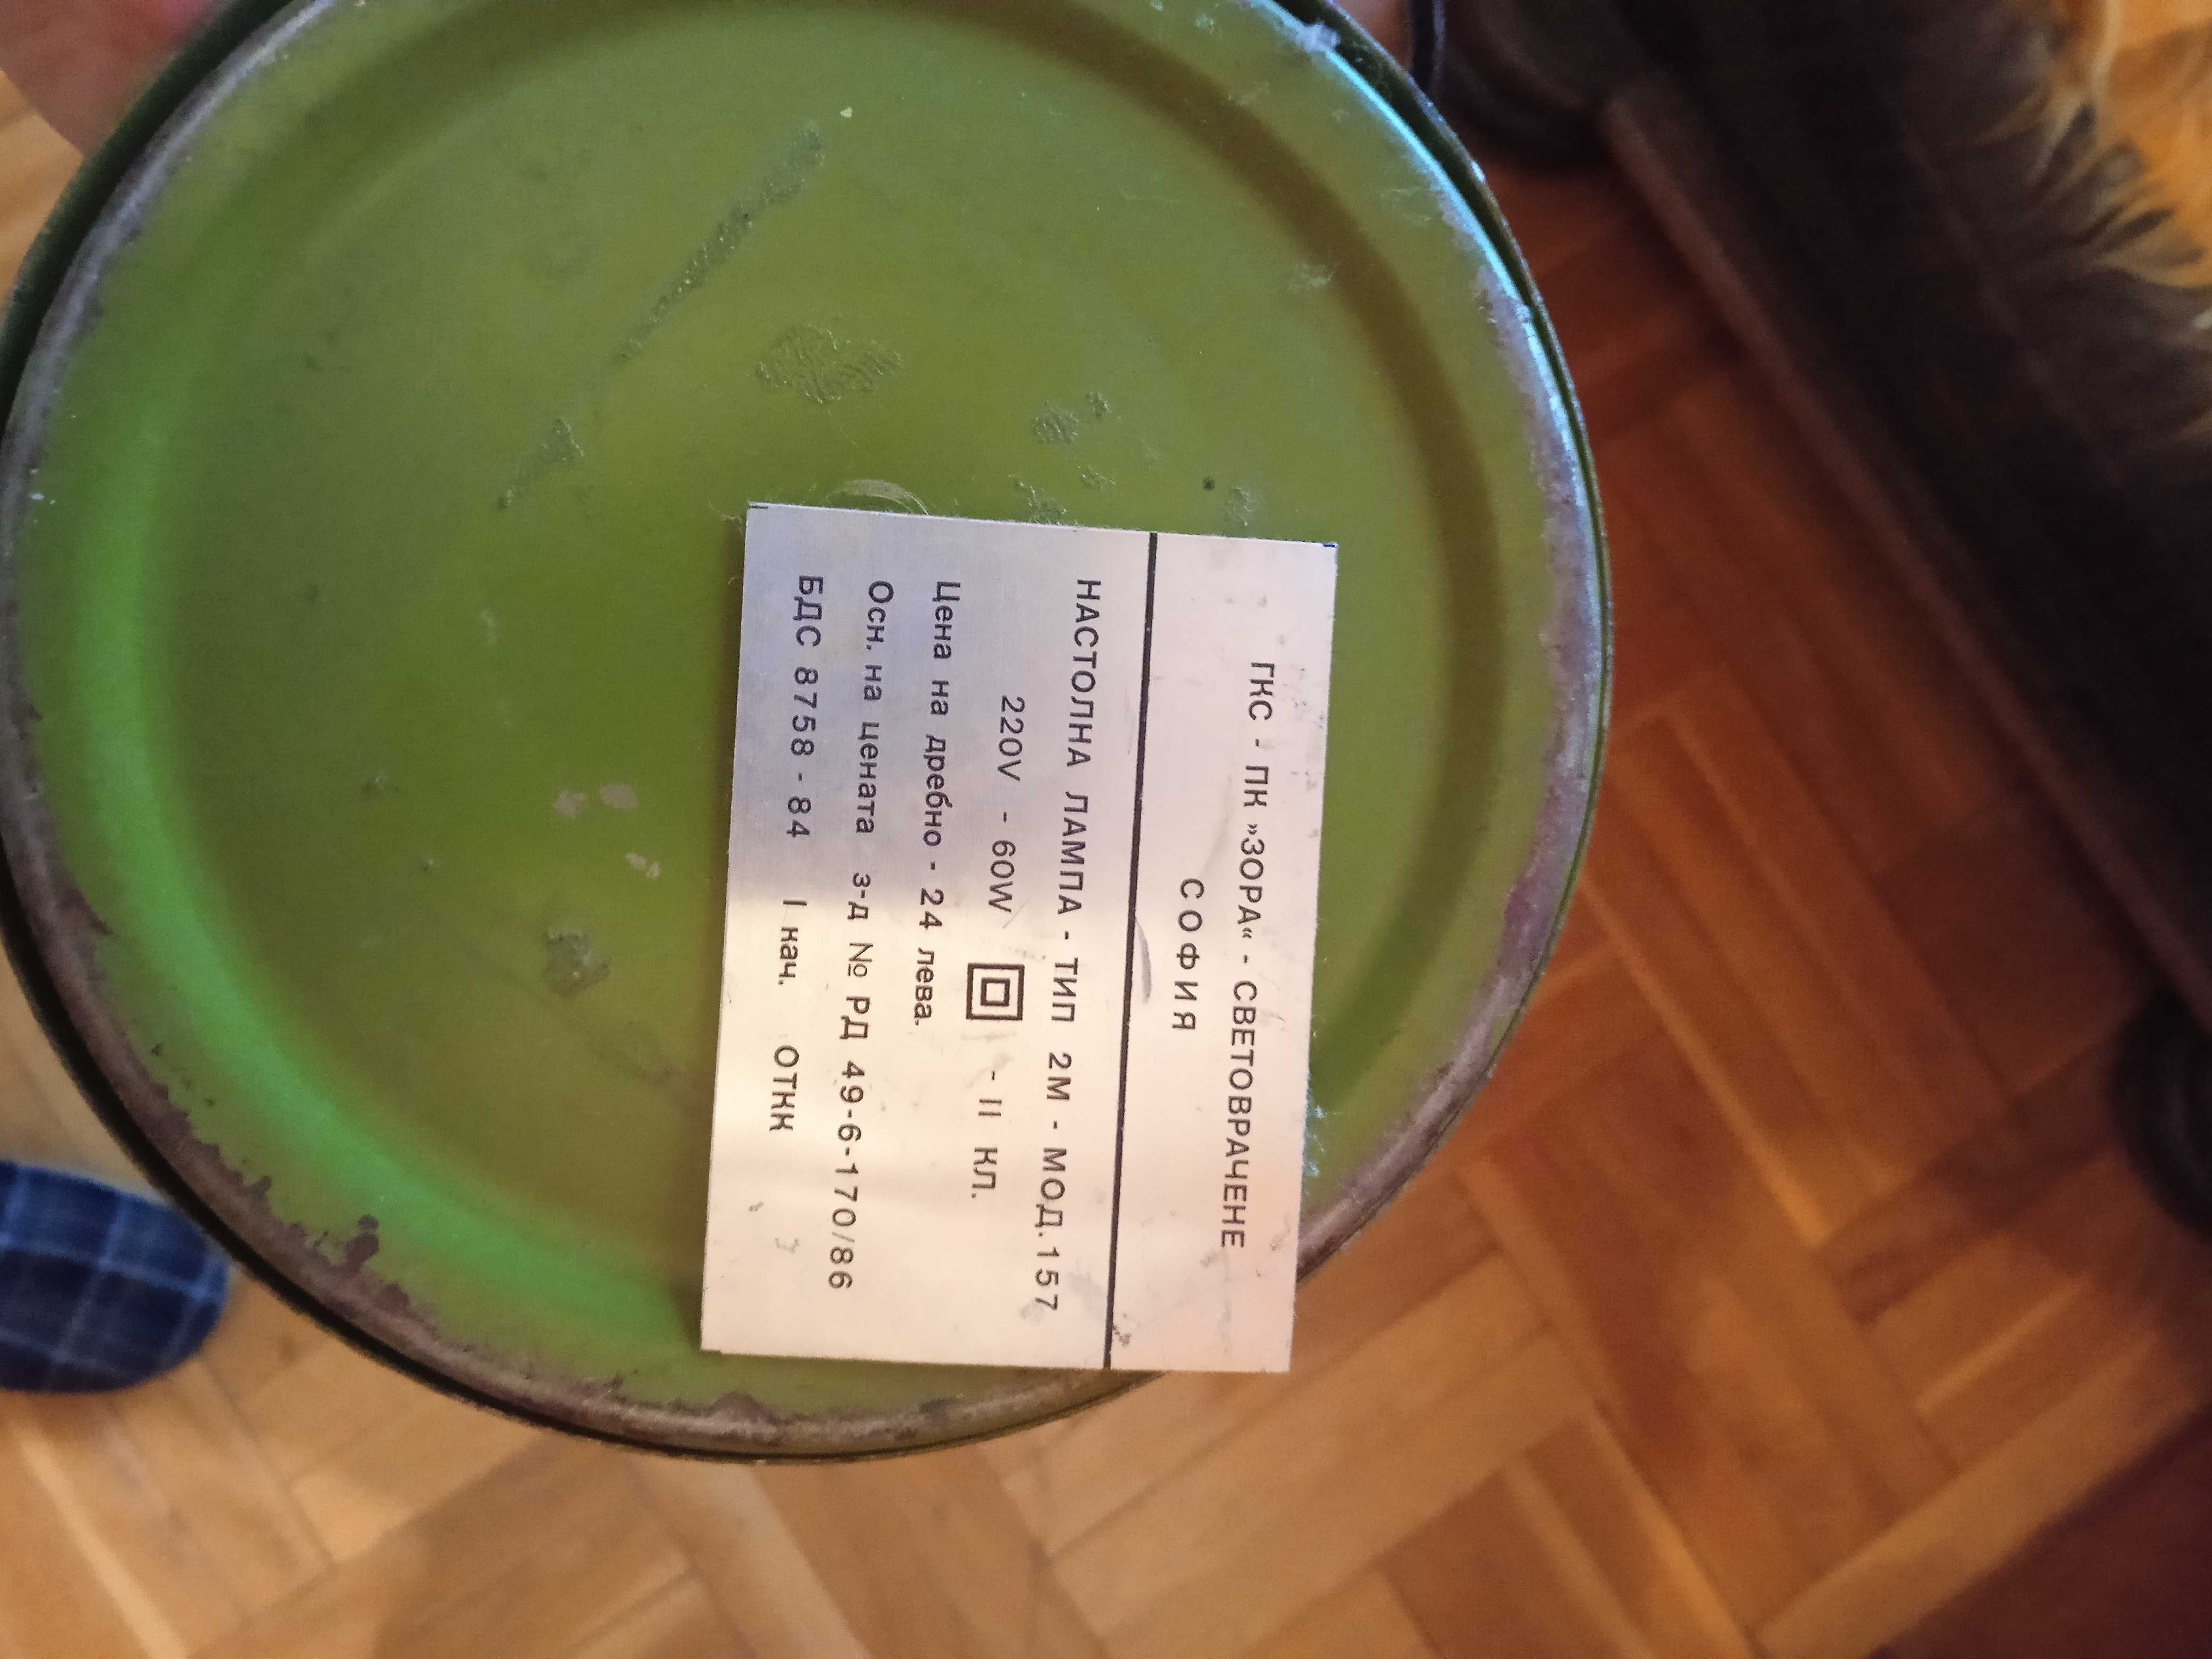 ГКС - ПК »ЗОРА« - СВЕТОВРАЧЕНЕ
СОФИЯ
НАСТОЛНА ЛАМПА - ТИП 2М - МОД.157
220V - 60W - II КЛ.
Цена на дребно - 24 лева.
Осн. на цената з-д № РД 49-6-170/86
БДС 8758 - 84 I кач. ОТКК